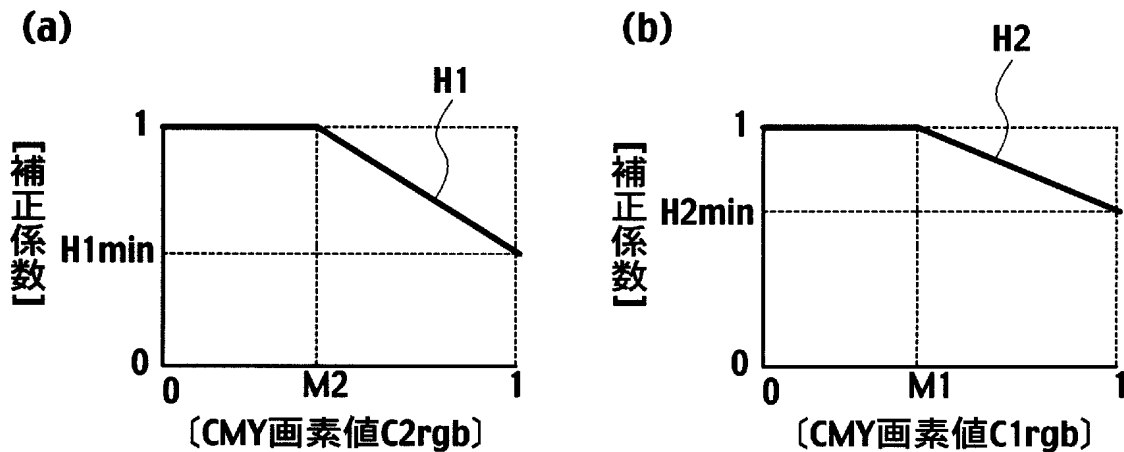 (a)
H1
1
[補正係数]
H1min
0
0
M2
1
〔CMY画素値C2rgb〕
(b)
H2
1
[補正係数]
H2min
0
0
M1
1
〔CMY画素値C1rgb〕